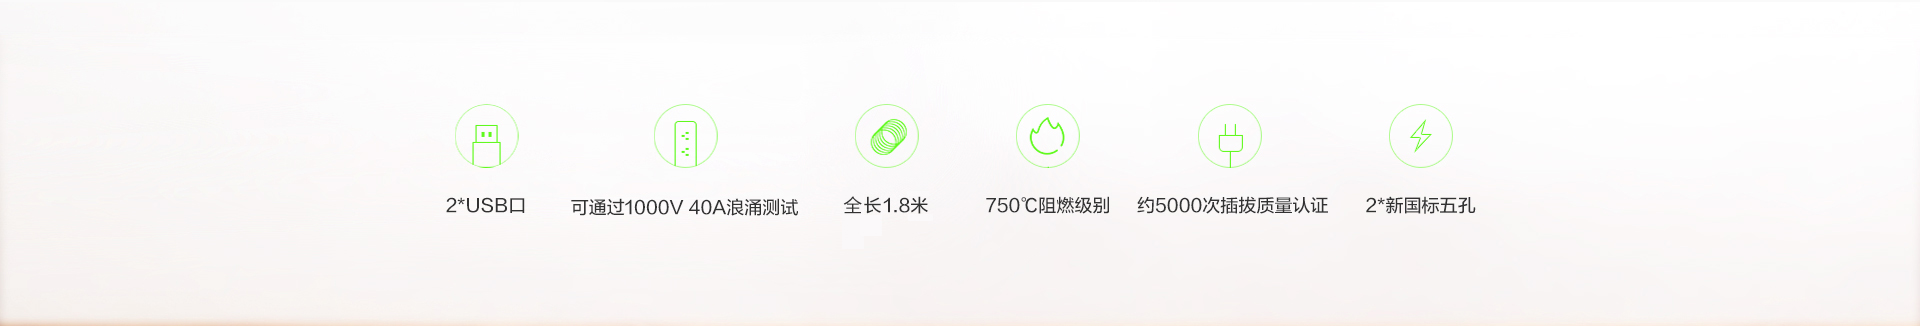 2*USB口
可通过1000V 40A浪涌测试
全长1.8米
750℃阻燃级别
约5000次插拔质量认证
2*新国标五孔